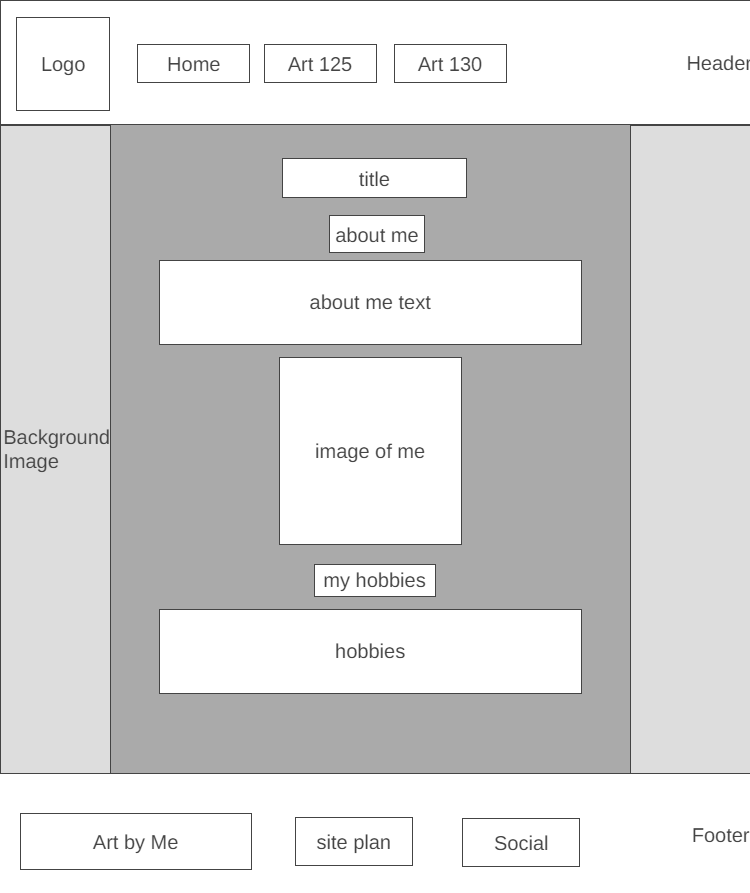 Logo
Home
Art 125
Art 130
Header
title
about me
about me text
image of me
Background
Image
my hobbies
hobbies
Art by Me
site plan
Social
Footer